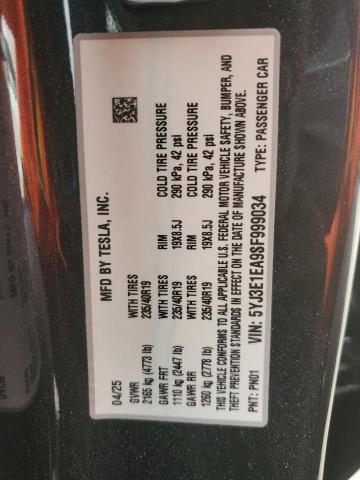 MFD BY TESLA, INC.
04/25
GVWR WITH TIRES RIM COLD TIRE PRESSURE
2165 kg (4773 lb) 235/40R19 19X8.5J 290 kPa, 42 psi
GAWR FRT WITH TIRES RIM COLD TIRE PRESSURE
1110 kg (2447 lb) 235/40R19 19X8.5J 290 kPa, 42 psi
GAWR RR
1260 kg (2778 lb)
THIS VEHICLE CONFORMS TO ALL APPLICABLE U.S. FEDERAL MOTOR VEHICLE SAFETY, BUMPER, AND
THEFT PREVENTION STANDARDS IN EFFECT ON THE DATE OF MANUFACTURE SHOWN ABOVE.
PNT: PN01 VIN: 5YJ3E1EA9SF999034 TYPE: PASSENGER CAR